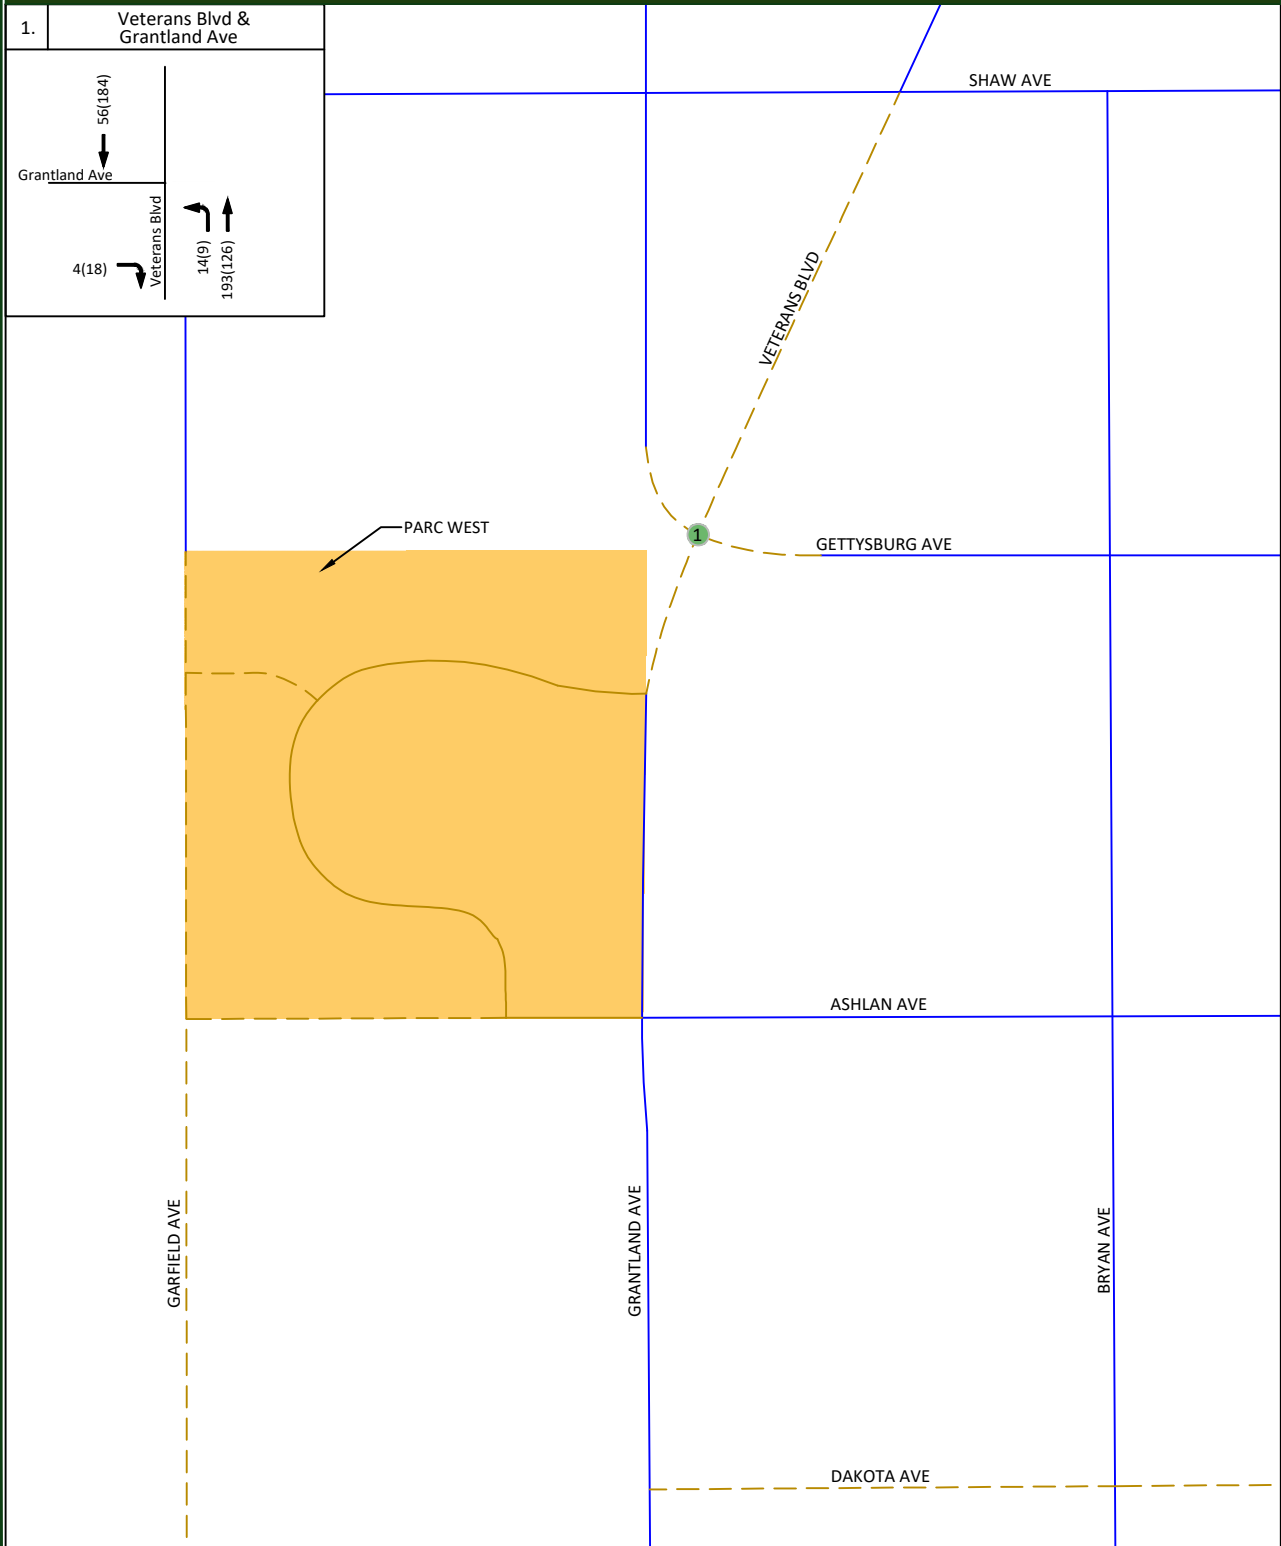 1.
Veterans Blvd &
Grantland Ave
56(184)
Grantland Ave
Veterans Blvd
14(9)
193(126)
4(18)
SHAW AVE
VETERANS BLVD
PARC WEST
1
GETTYSBURG AVE
ASHLAN AVE
GARFIELD AVE
GRANTLAND AVE
BRYAN AVE
DAKOTA AVE